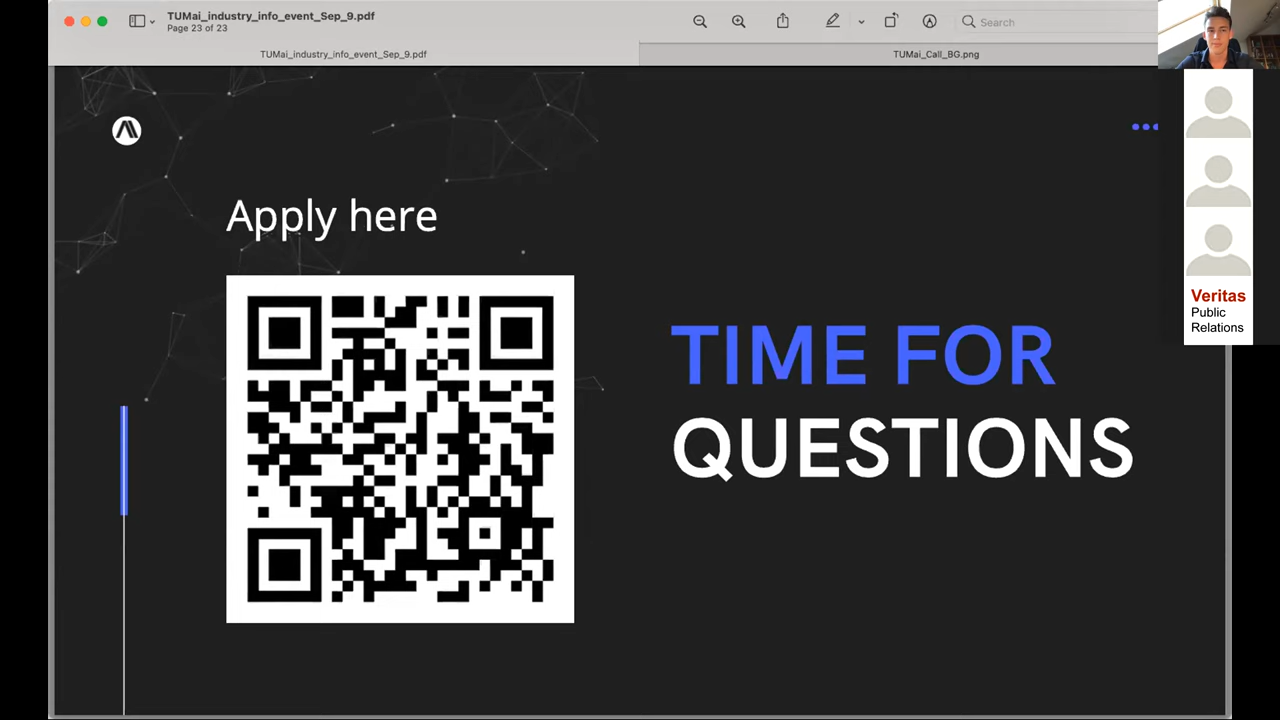 TUMai_industry_info_event_Sep_9.pdf
Page 23 of 23
Search
TUMai_industry_info_event_Sep_9.pdf
TUMai_Call_BG.png
Apply here
TIME FOR
QUESTIONS
Veritas
Public
Relations